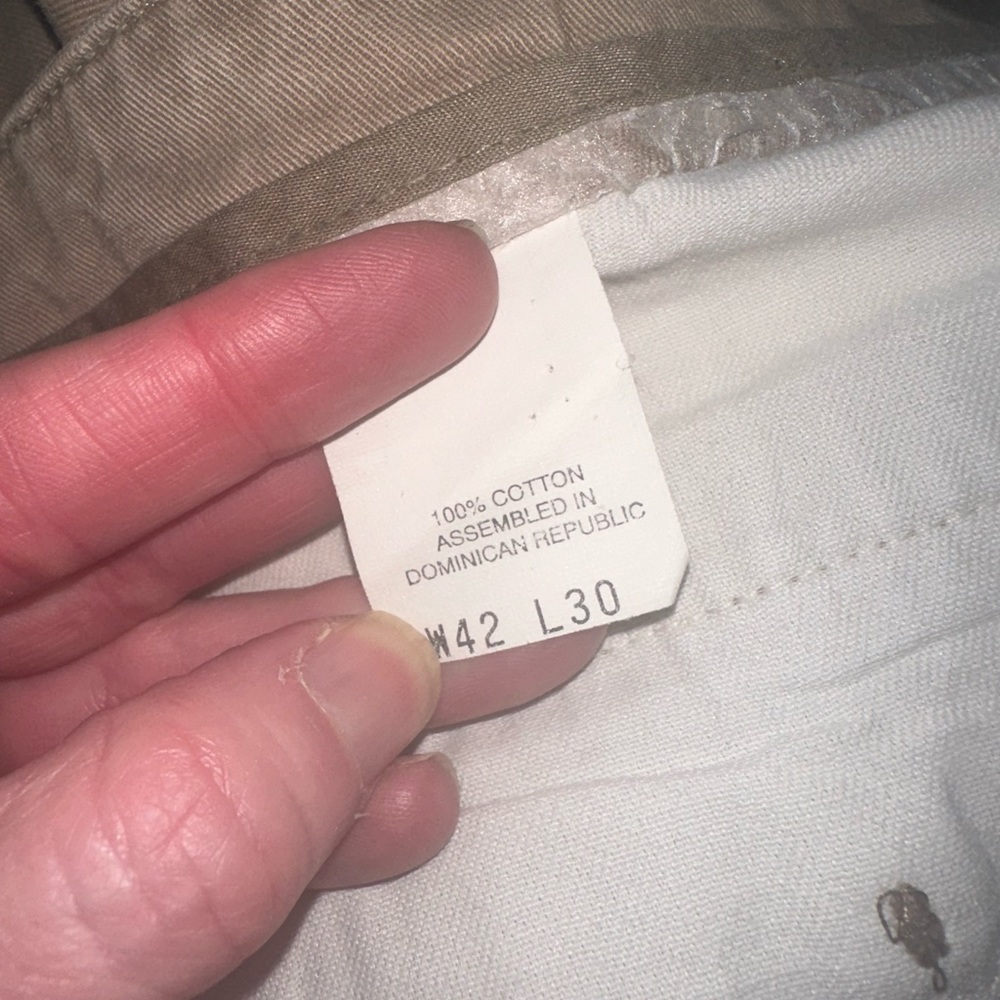 100% COTTON
ASSEMBLED IN
DOMINICAN REPUBLIC
W42 L30